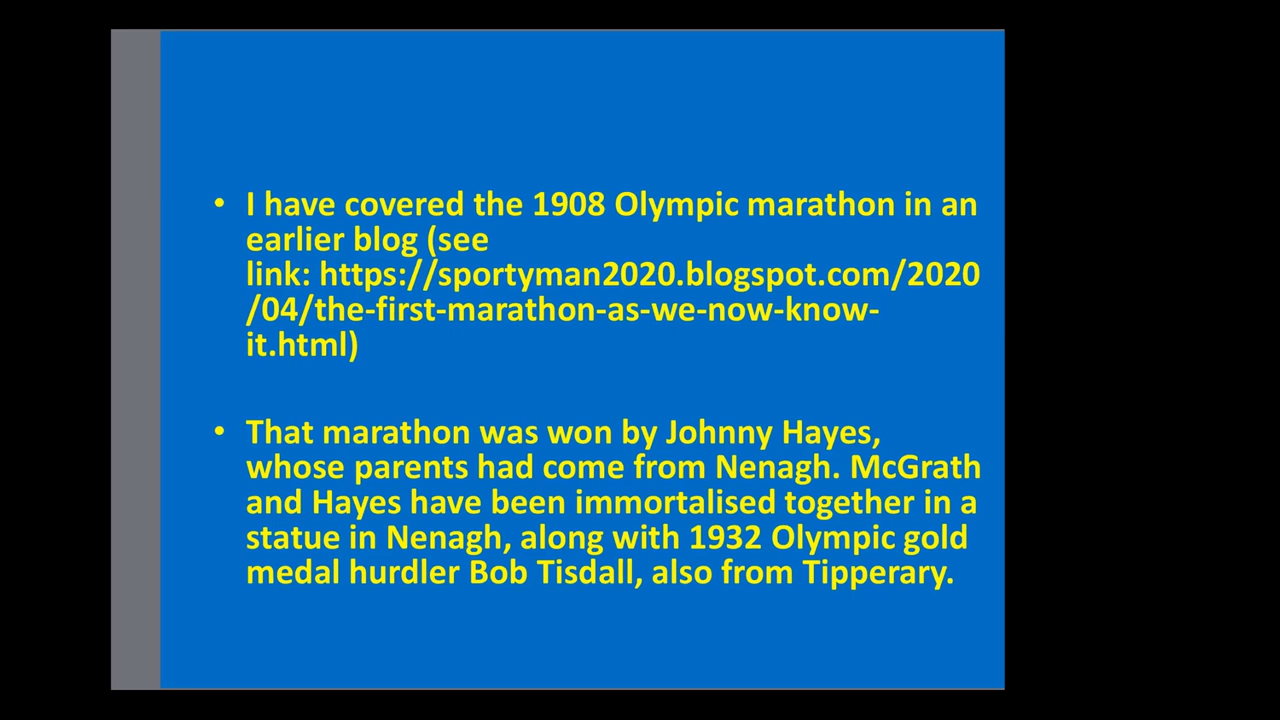 • I have covered the 1908 Olympic marathon in an
earlier blog (see
link: https://sportyman2020.blogspot.com/2020
/04/the-first-marathon-as-we-now-know-
it.html)
• That marathon was won by Johnny Hayes,
whose parents had come from Nenagh. McGrath
and Hayes have been immortalised together in a
statue in Nenagh, along with 1932 Olympic gold
medal hurdler Bob Tisdall, also from Tipperary.